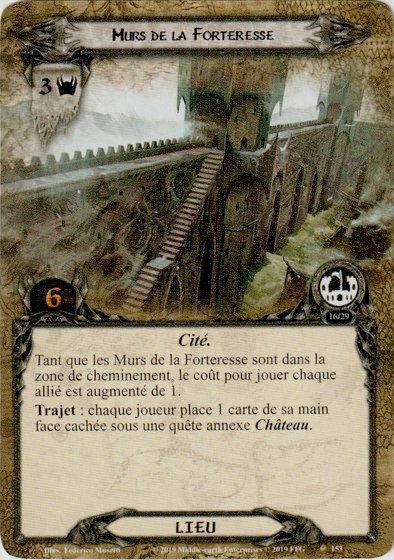 Murs de la Forteresse
3
6
16/29
Cité.
Tant que les Murs de la Forteresse sont dans la
zone de cheminement, le coût pour jouer chaque
allié est augmenté de 1.
Trajet : chaque joueur place 1 carte de sa main
face cachée sous une quête annexe Château.
LIEU
Illus. Federico Musetti
© 2019 Middle-earth Enterprises © 2019 FFG
153